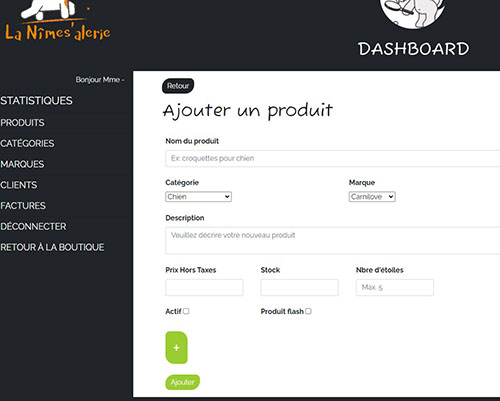 La Nîmes'alerie
DASHBOARD
Bonjour Mme -
STATISTIQUES
PRODUITS
CATÉGORIES
MARQUES
CLIENTS
FACTURES
DÉCONNECTER
RETOUR À LA BOUTIQUE
Retour
Ajouter un produit
Nom du produit
Ex: croquettes pour chien
Catégorie Marque
Chien Carnilove
Description
Veuillez décrire votre nouveau produit
Prix Hors Taxes Stock Nbre d'étoiles
Max. 5
Actif Produit flash
+
Ajouter